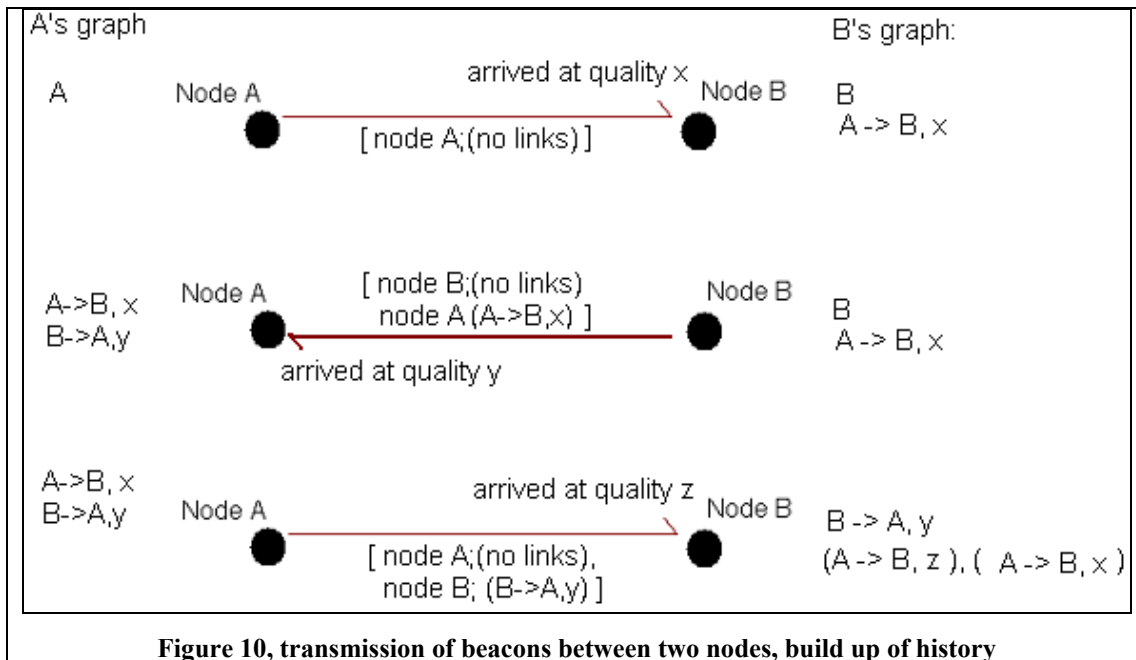 A's graph
B's graph:
A
Node A
arrived at quality x
Node B
B
A -> B, x
[ node A;(no links) ]
A->B, x
B->A,y
Node A
[ node B;(no links)
node A (A->B,x) ]
Node B
B
A -> B, x
arrived at quality y
A->B, x
B->A,y
Node A
arrived at quality z
Node B
B -> A, y
(A -> B, z ), ( A -> B, x )
[ node A;(no links),
node B; (B->A,y) ]
Figure 10, transmission of beacons between two nodes, build up of history